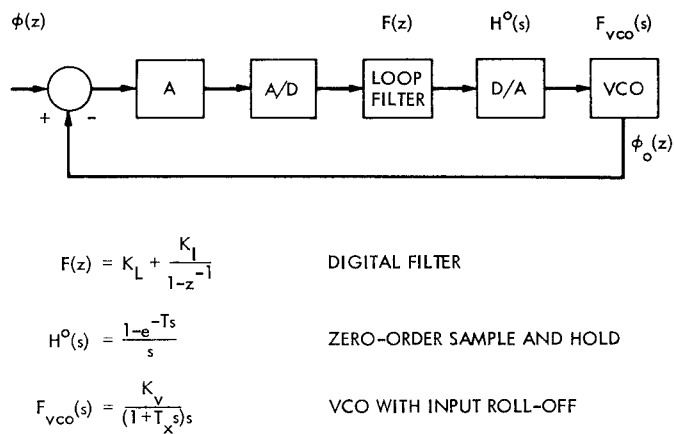 ϕ(z) F(z) H°(s) F_vco(s)
A A/D LOOP FILTER D/A VCO
+ −
ϕ_o(z)
F(z) = K_L + K_I / (1−z^−1) DIGITAL FILTER
H°(s) = (1−e^−Ts) / s ZERO-ORDER SAMPLE AND HOLD
F_vco(s) = K_v / ((1+T_x s)s) VCO WITH INPUT ROLL-OFF